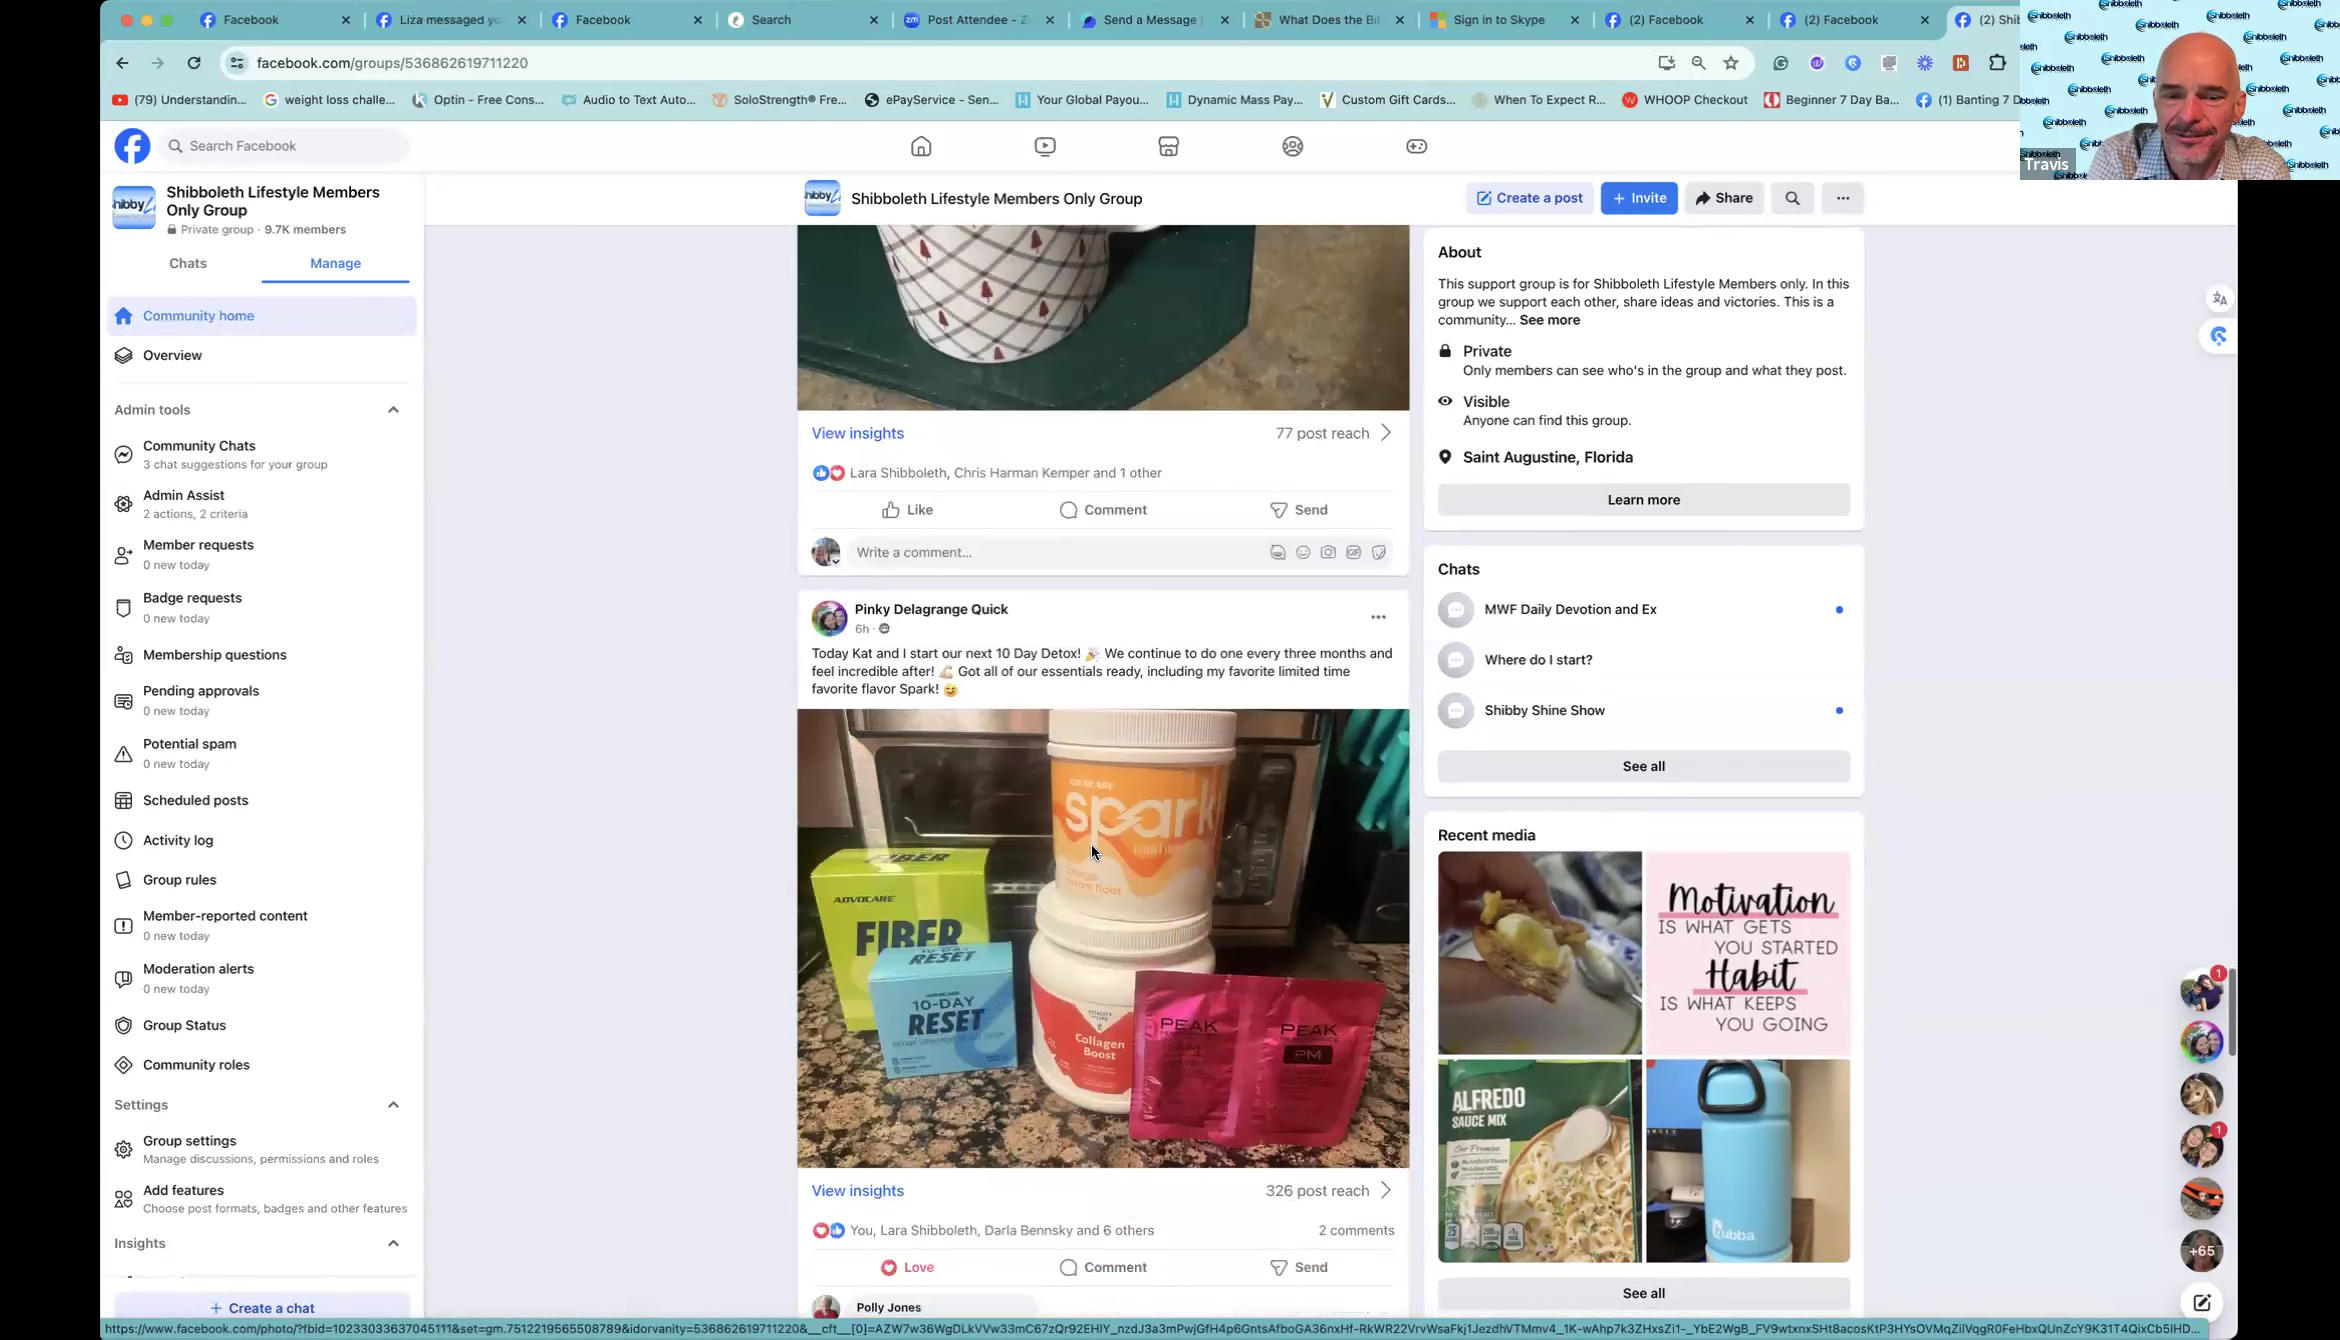 Facebook
Liza messaged yo
Facebook
Search
Post Attendee - Z
Send a Message
What Does the Bi
Sign in to Skype
(2) Facebook
(2) Facebook
(2) Shi
facebook.com/groups/536862619711220
(79) Understandin...
weight loss challe...
Optin - Free Cons...
Audio to Text Auto...
SoloStrength® Fre...
ePayService - Sen...
Your Global Payou...
Dynamic Mass Pay...
Custom Gift Cards...
When To Expect R...
WHOOP Checkout
Beginner 7 Day Ba...
(1) Banting 7 D
Travis
Search Facebook
Shibboleth Lifestyle Members
Only Group
Private group · 9.7K members
Chats
Manage
Community home
Overview
Admin tools
Community Chats
3 chat suggestions for your group
Admin Assist
2 actions, 2 criteria
Member requests
0 new today
Badge requests
0 new today
Membership questions
Pending approvals
0 new today
Potential spam
0 new today
Scheduled posts
Activity log
Group rules
Member-reported content
0 new today
Moderation alerts
0 new today
Group Status
Community roles
Settings
Group settings
Manage discussions, permissions and roles
Add features
Choose post formats, badges and other features
Insights
+ Create a chat
Shibboleth Lifestyle Members Only Group
Create a post
+ Invite
Share
View insights
77 post reach
Lara Shibboleth, Chris Harman Kemper and 1 other
Like
Comment
Send
Write a comment...
GIF
Pinky Delagrange Quick
6h ·
Today Kat and I start our next 10 Day Detox! 🎉 We continue to do one every three months and
feel incredible after! 💪 Got all of our essentials ready, including my favorite limited time
favorite flavor Spark! 😋
spark
ADVOCARE
FIBER
10-DAY
RESET
Collagen
Boost
PEAK
AM
PEAK
PM
View insights
326 post reach
You, Lara Shibboleth, Darla Bennsky and 6 others
2 comments
Love
Comment
Send
Polly Jones
About
This support group is for Shibboleth Lifestyle Members only. In this
group we support each other, share ideas and victories. This is a
community... See more
Private
Only members can see who's in the group and what they post.
Visible
Anyone can find this group.
Saint Augustine, Florida
Learn more
Chats
MWF Daily Devotion and Ex
Where do I start?
Shibby Shine Show
See all
Recent media
Motivation
IS WHAT GETS
YOU STARTED
Habit
IS WHAT KEEPS
YOU GOING
ALFREDO
SAUCE MIX
Our Promise
bubba
See all
1
1
+65